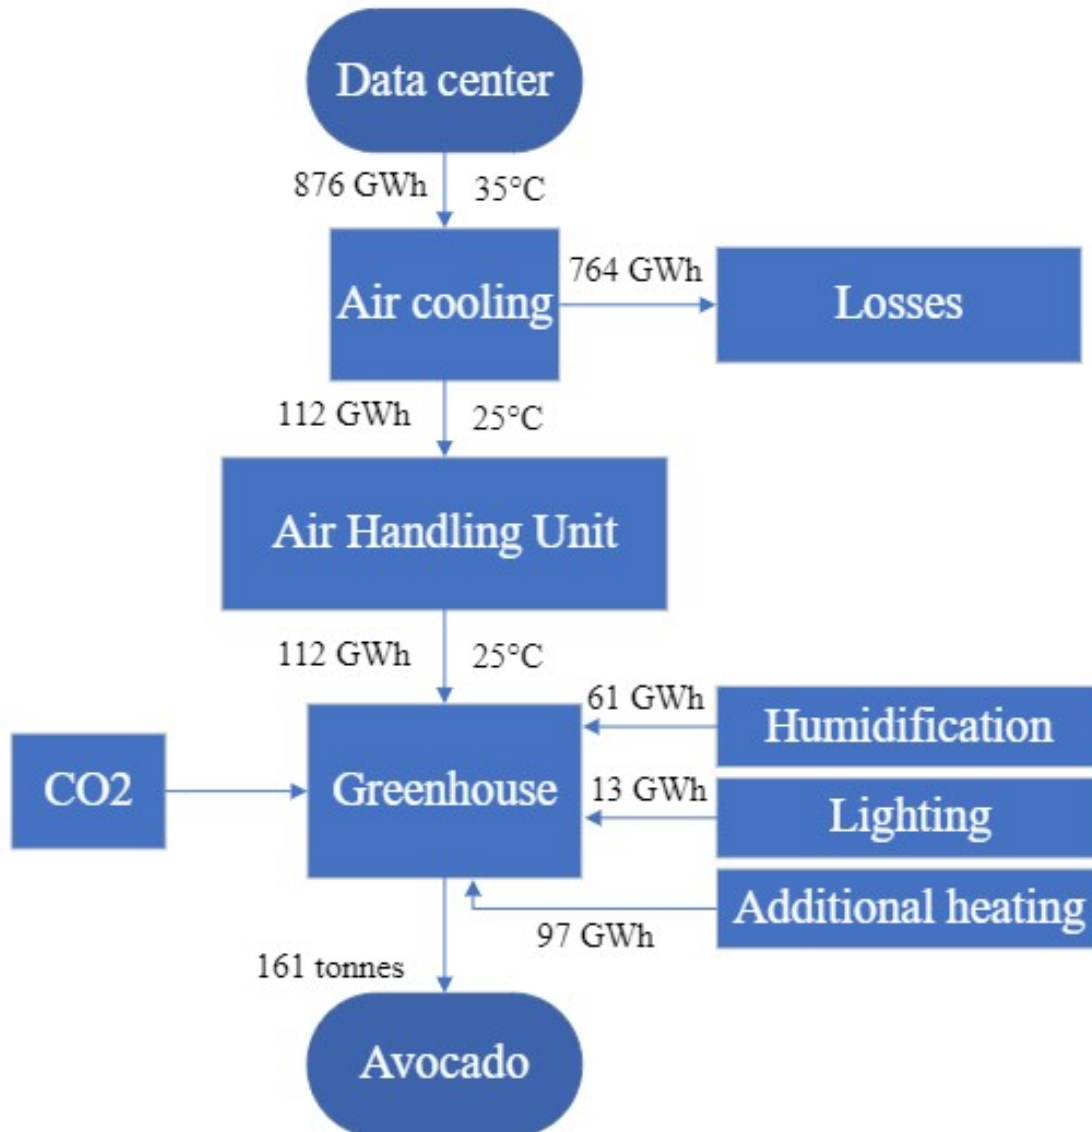 Data center
876 GWh 35°C
764 GWh
Air cooling
Losses
112 GWh 25°C
Air Handling Unit
112 GWh 25°C
61 GWh
Humidification
CO2
Greenhouse
13 GWh
Lighting
Additional heating
97 GWh
161 tonnes
Avocado